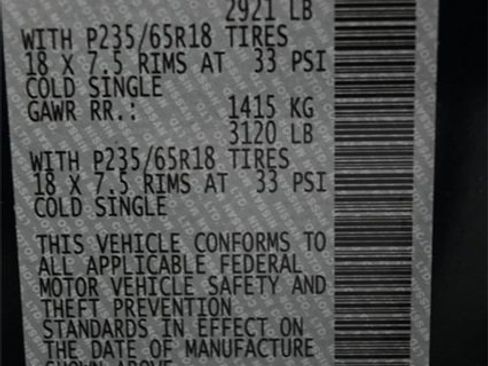 2921 LB
WITH P235/65R18 TIRES
18 X 7.5 RIMS AT 33 PSI
COLD SINGLE
GAWR RR.: 1415 KG
3120 LB
WITH P235/65R18 TIRES
18 X 7.5 RIMS AT 33 PSI
COLD SINGLE
THIS VEHICLE CONFORMS TO
ALL APPLICABLE FEDERAL
MOTOR VEHICLE SAFETY AND
THEFT PREVENTION
STANDARDS IN EFFECT ON
THE DATE OF MANUFACTURE
SHOWN ABOVE